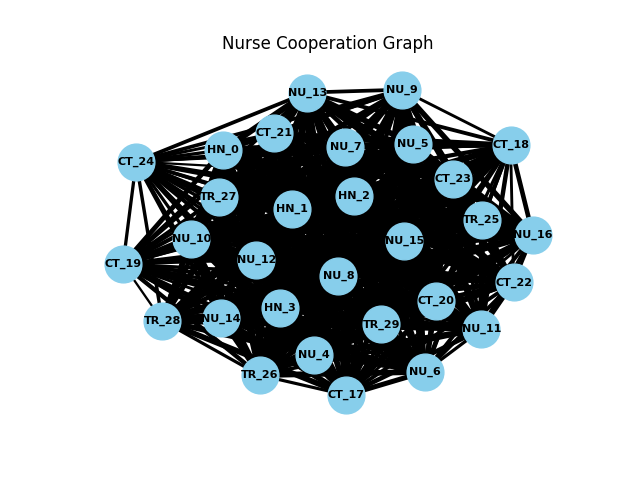 Nurse Cooperation Graph
NU_13
NU_9
CT_21
NU_5
CT_18
NU_7
HN_0
CT_24
CT_23
HN_2
TR_27
HN_1
TR_25
NU_16
NU_10
NU_15
NU_12
CT_19
NU_8
CT_22
CT_20
HN_3
NU_14
TR_28
TR_29
NU_11
NU_4
NU_6
TR_26
CT_17